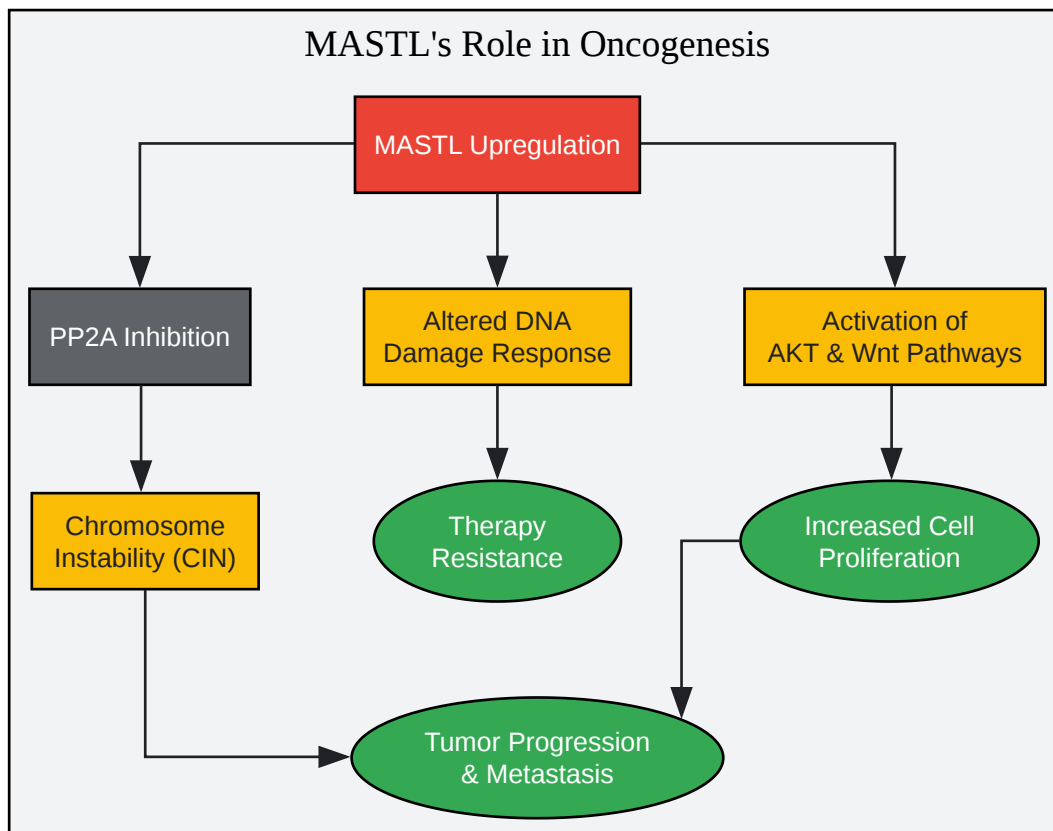 MASTL's Role in Oncogenesis
MASTL Upregulation
PP2A Inhibition
Altered DNA
Damage Response
Activation of
AKT & Wnt Pathways
Chromosome
Instability (CIN)
Therapy
Resistance
Increased Cell
Proliferation
Tumor Progression
& Metastasis